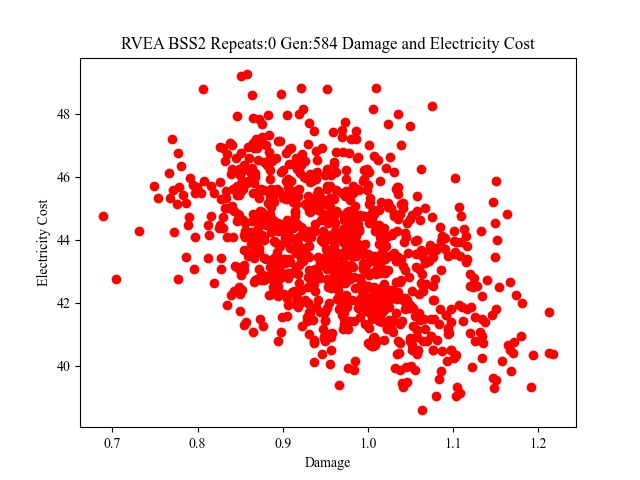 RVEA BSS2 Repeats:0 Gen:584 Damage and Electricity Cost
48
46
44
42
40
Electricity Cost
0.7 0.8 0.9 1.0 1.1 1.2
Damage